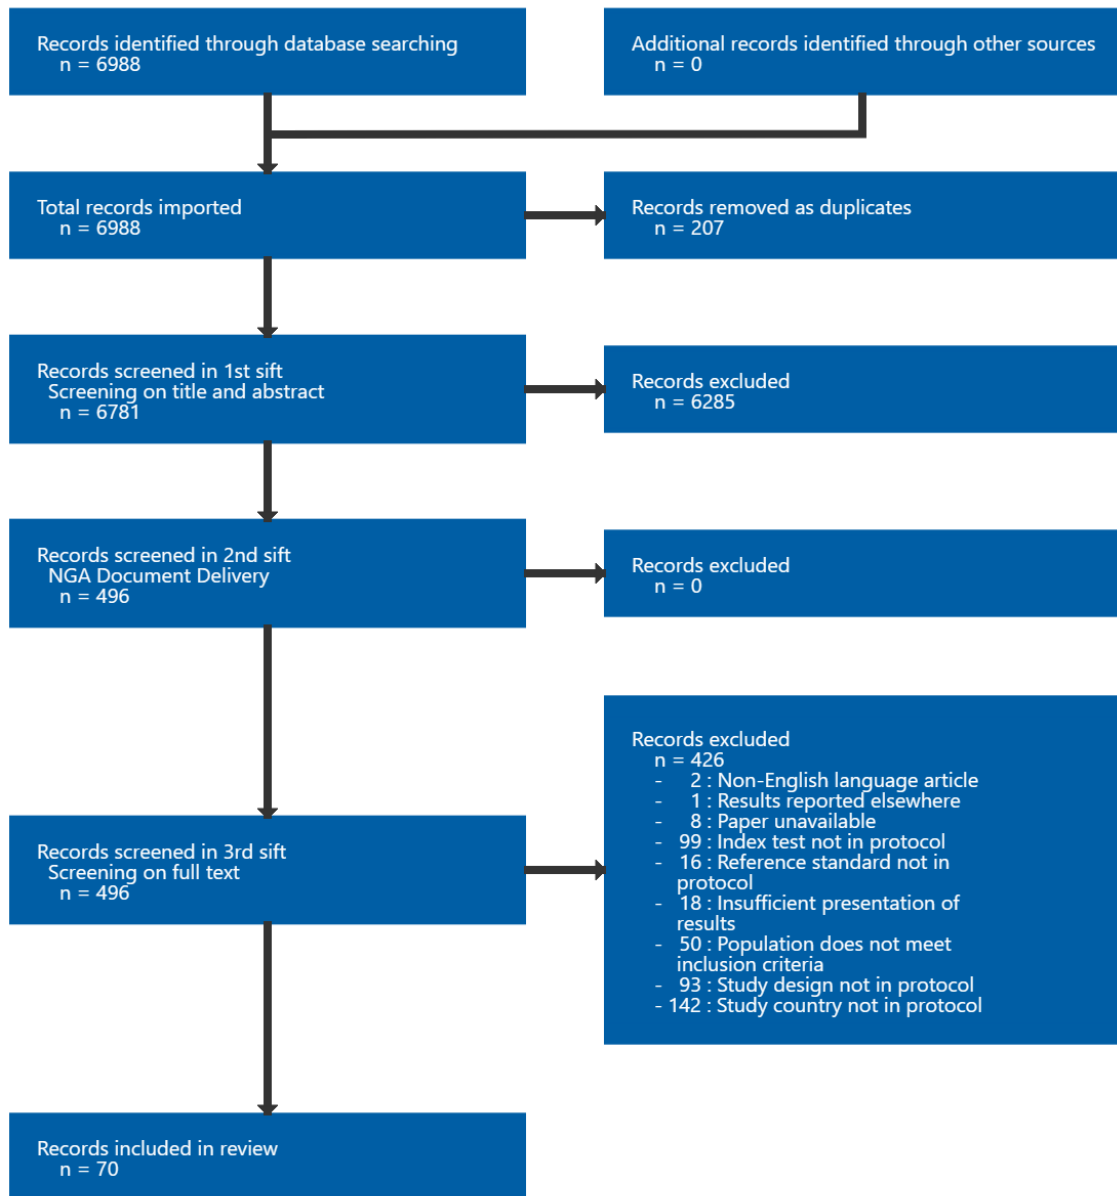 Records identified through database searching
n = 6988
Additional records identified through other sources
n = 0
Total records imported
n = 6988
Records removed as duplicates
n = 207
Records screened in 1st sift
Screening on title and abstract
n = 6781
Records excluded
n = 6285
Records screened in 2nd sift
NGA Document Delivery
n = 496
Records excluded
n = 0
Records screened in 3rd sift
Screening on full text
n = 496
Records excluded
n = 426
- 2 : Non-English language article
- 1 : Results reported elsewhere
- 8 : Paper unavailable
- 99 : Index test not in protocol
- 16 : Reference standard not in
protocol
- 18 : Insufficient presentation of
results
- 50 : Population does not meet
inclusion criteria
- 93 : Study design not in protocol
- 142 : Study country not in protocol
Records included in review
n = 70